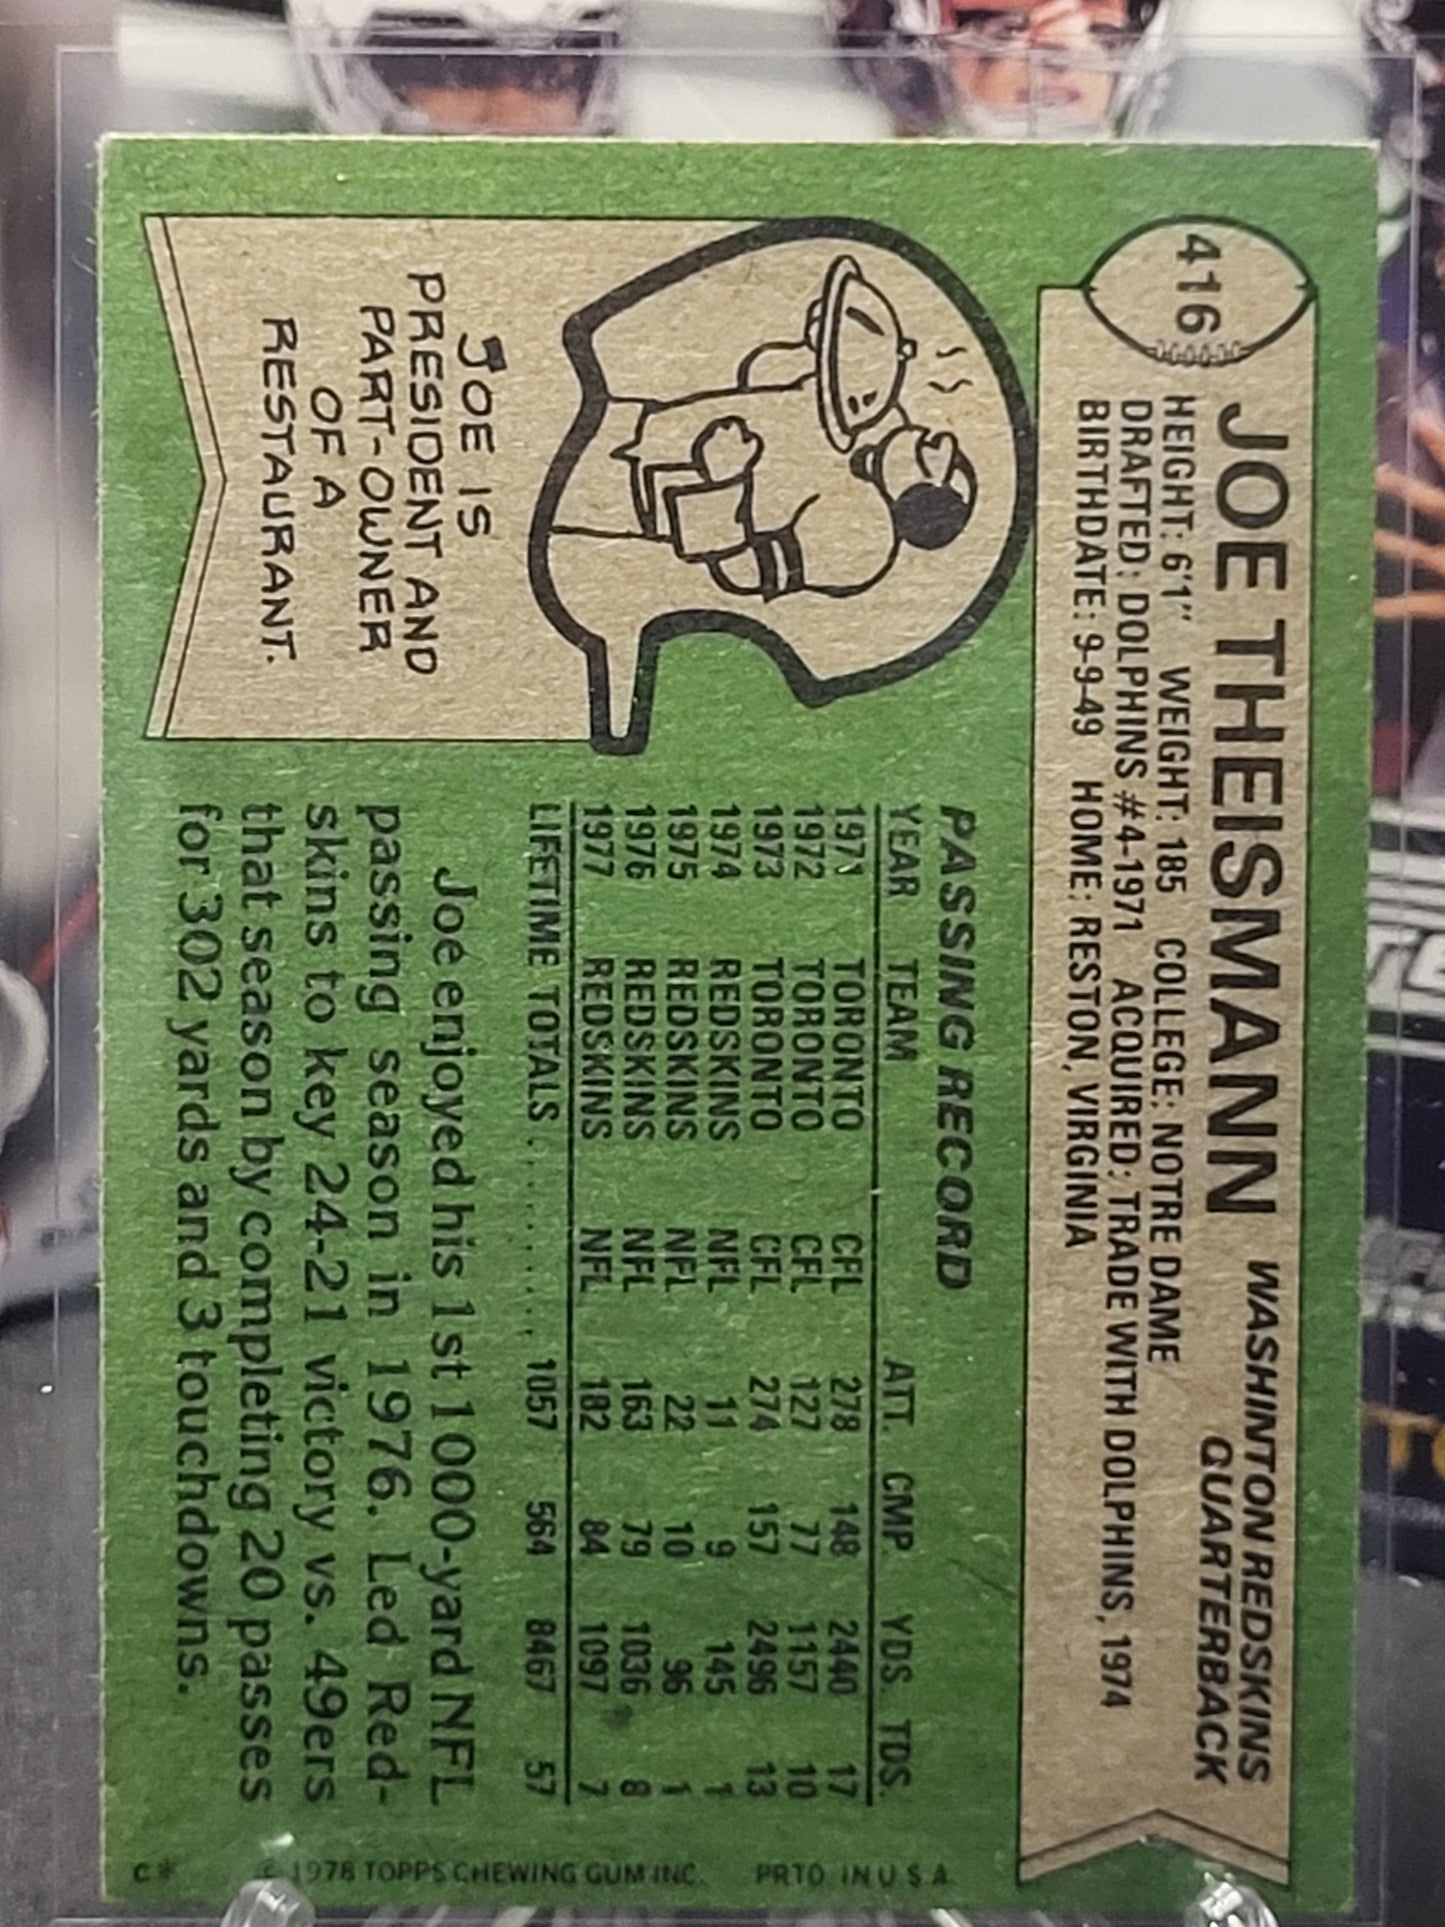 416
JOE THEISMANN
WASHINTON REDSKINS
QUARTERBACK
HEIGHT: 6'1" WEIGHT: 185 COLLEGE: NOTRE DAME
DRAFTED: DOLPHINS #4-1971 ACQUIRED: TRADE WITH DOLPHINS, 1974
BIRTHDATE: 9-9-49 HOME: RESTON, VIRGINIA
JOE IS
PRESIDENT AND
PART-OWNER
OF A
RESTAURANT.
PASSING RECORD
YEAR TEAM ATT. CMP. YDS. TDS.
1971 TORONTO CFL 278 148 2440 17
1972 TORONTO CFL 127 77 1157 10
1973 TORONTO CFL 274 157 2496 13
1974 REDSKINS NFL 11 9 145 1
1975 REDSKINS NFL 22 10 96 1
1976 REDSKINS NFL 163 79 1036 8
1977 REDSKINS NFL 182 84 1097 7
LIFETIME TOTALS .......... 1057 564 8467 57
Joe enjoyed his 1st 1000-yard NFL
passing season in 1976. Led Red-
skins to key 24-21 victory vs. 49ers
that season by completing 20 passes
for 302 yards and 3 touchdowns.
C* © 1978 TOPPS CHEWING GUM INC. PRTD IN U S A